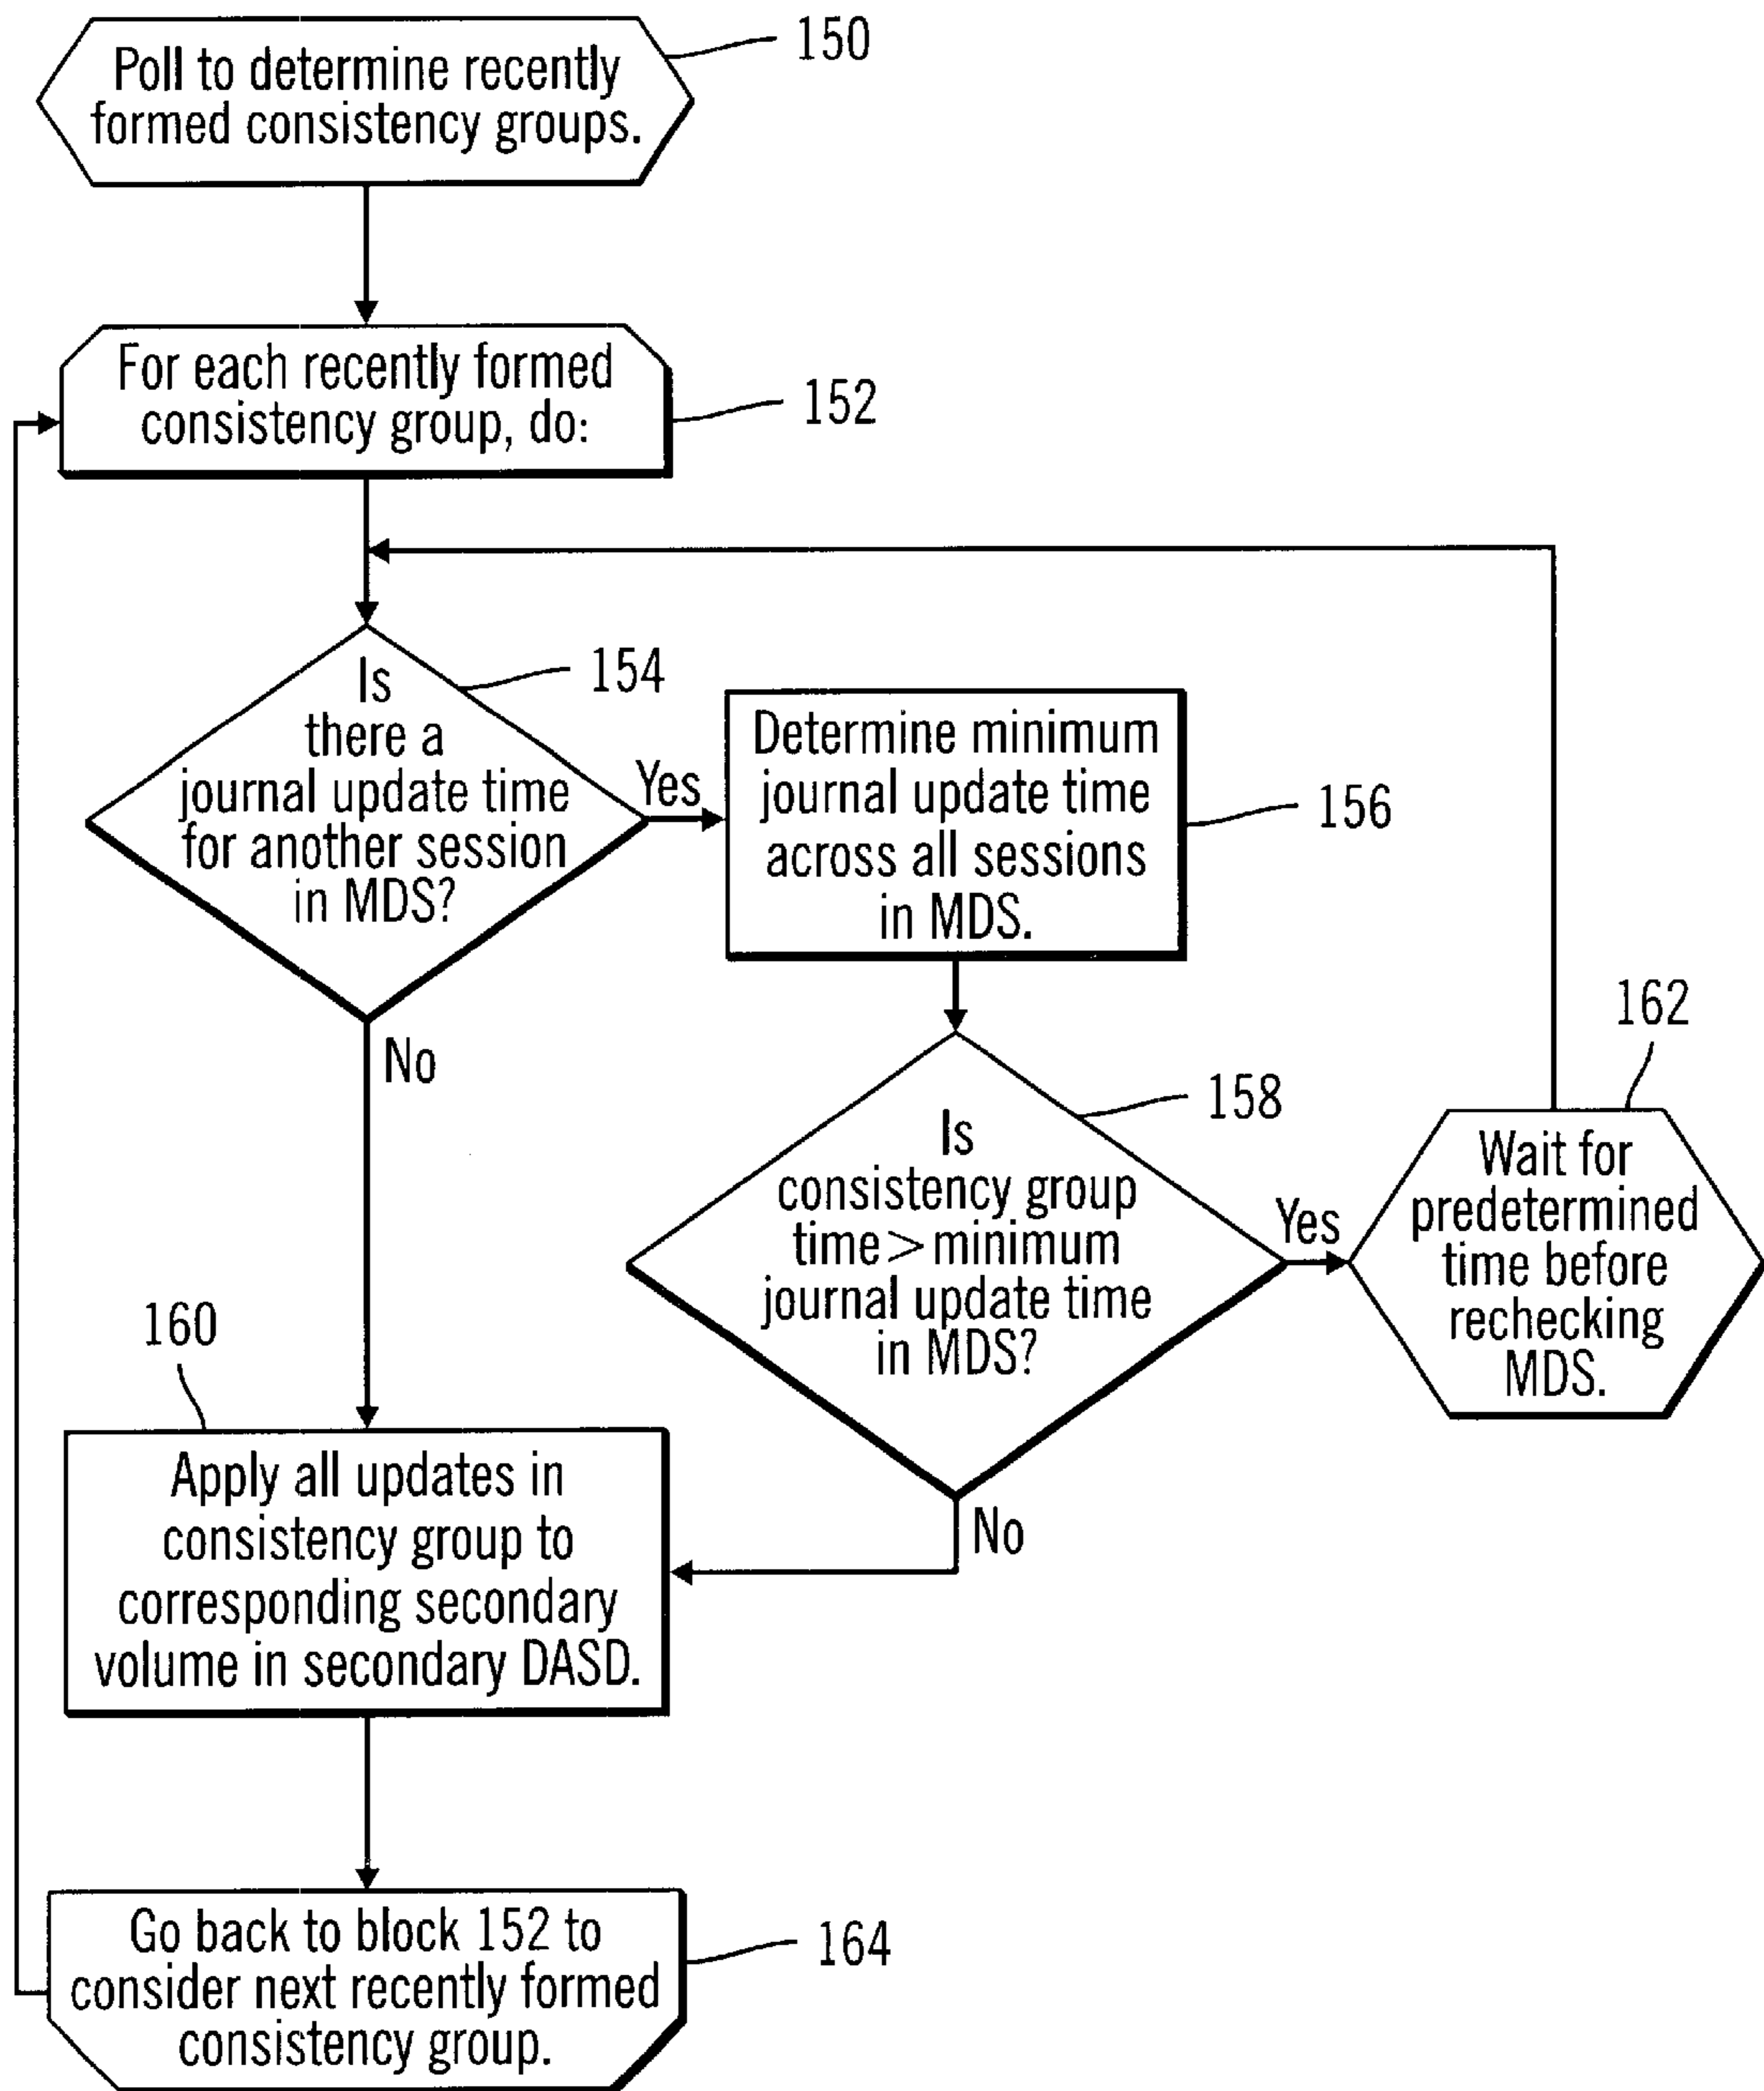 150
Poll to determine recently
formed consistency groups.
For each recently formed
consistency group, do:
152
154
Is
there a
journal update time
for another session
in MDS?
Yes
No
Determine minimum
journal update time
across all sessions
in MDS.
156
158
Is
consistency group
time > minimum
journal update time
in MDS?
Yes
No
162
Wait for
predetermined
time before
rechecking
MDS.
160
Apply all updates in
consistency group to
corresponding secondary
volume in secondary DASD.
Go back to block 152 to
consider next recently formed
consistency group.
164